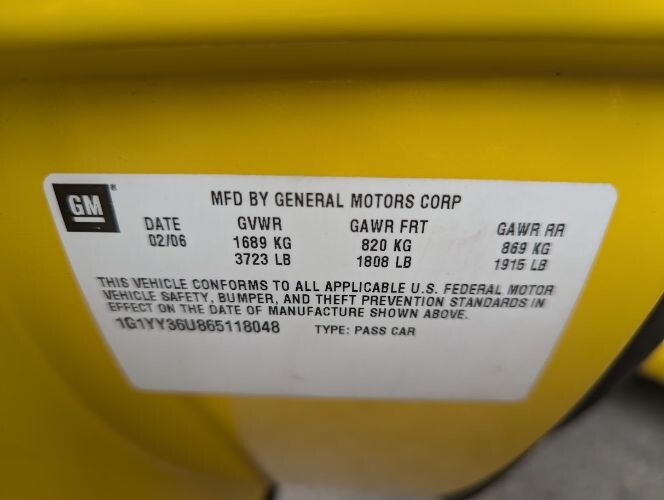 GM® MFD BY GENERAL MOTORS CORP
DATE GVWR GAWR FRT GAWR RR
02/06 1689 KG 820 KG 869 KG
3723 LB 1808 LB 1915 LB
THIS VEHICLE CONFORMS TO ALL APPLICABLE U.S. FEDERAL MOTOR
VEHICLE SAFETY, BUMPER, AND THEFT PREVENTION STANDARDS IN
EFFECT ON THE DATE OF MANUFACTURE SHOWN ABOVE.
1G1YY36U865118048 TYPE: PASS CAR